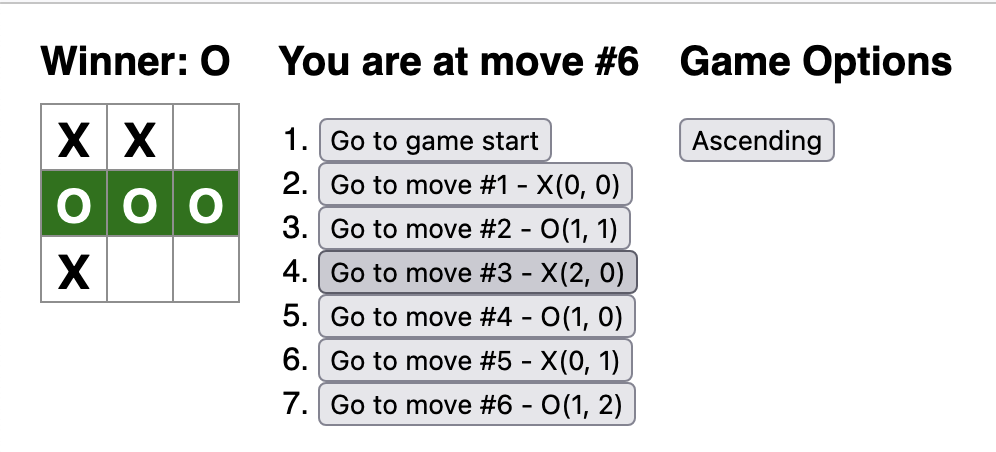 Winner: O
X X
O O O
X
You are at move #6
1. Go to game start
2. Go to move #1 - X(0, 0)
3. Go to move #2 - O(1, 1)
4. Go to move #3 - X(2, 0)
5. Go to move #4 - O(1, 0)
6. Go to move #5 - X(0, 1)
7. Go to move #6 - O(1, 2)
Game Options
Ascending